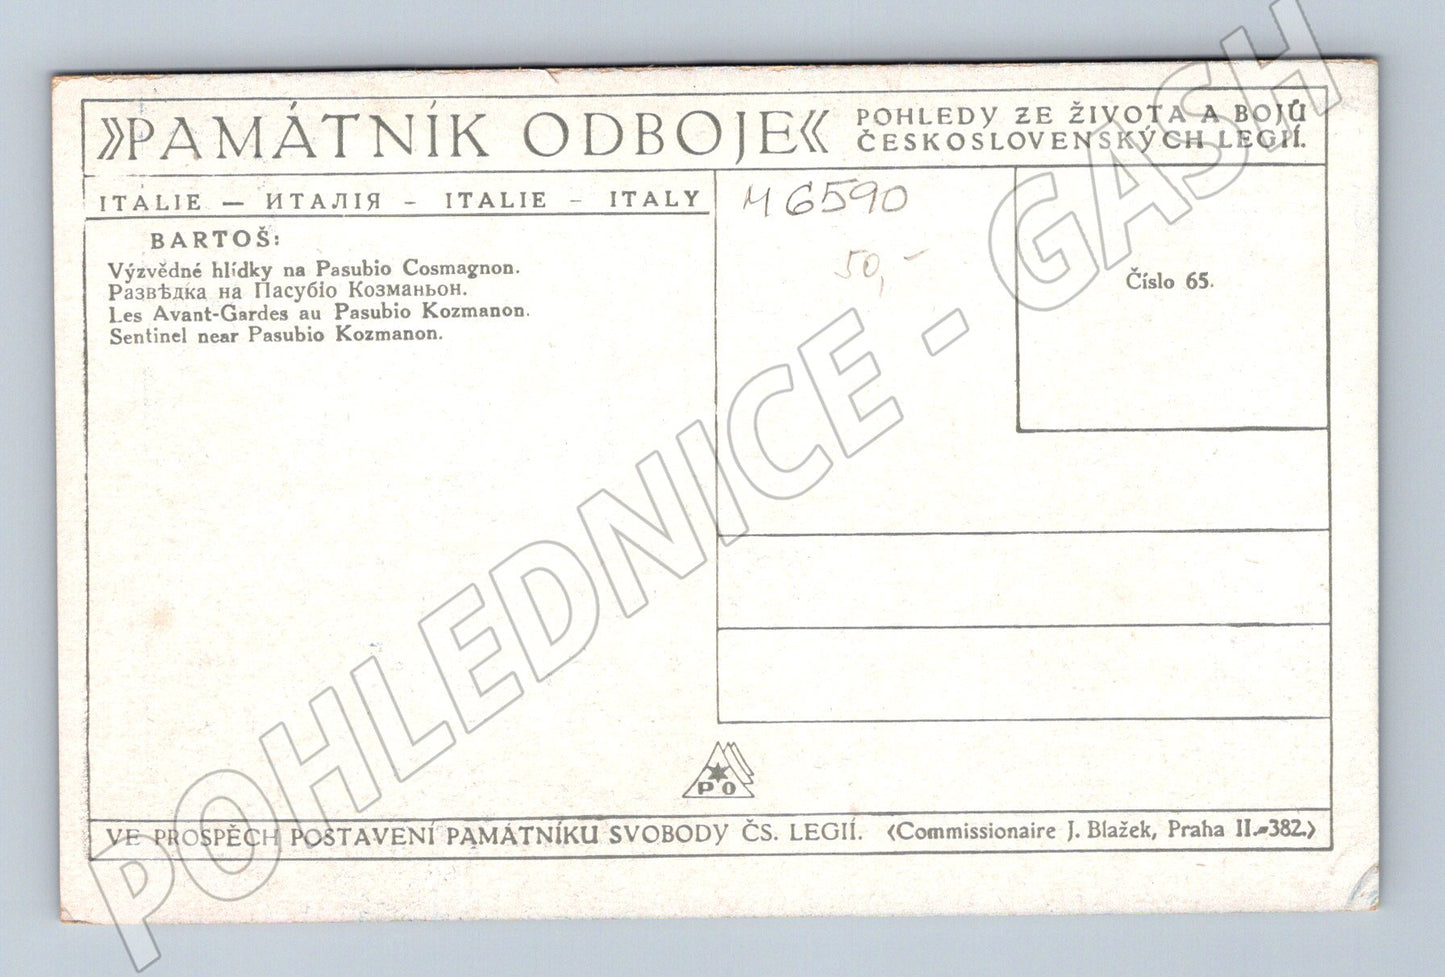 »PAMÁTNÍK ODBOJE«
POHLEDY ZE ŽIVOTA A BOJŮ
ČESKOSLOVENSKÝCH LEGIÍ.
ITALIE — ИТАЛІЯ - ITALIE - ITALY
BARTOŠ:
Výzvědné hlídky na Pasubio Cosmagnon.
Развѣдка на Пасубіо Козманьон.
Les Avant-Gardes au Pasubio Kozmanon.
Sentinel near Pasubio Kozmanon.
M 6590
50,-
Číslo 65.
PO
VE PROSPĚCH POSTAVENÍ PAMÁTNÍKU SVOBODY ČS. LEGIÍ. (Commissionaire J. Blažek, Praha II.-382.)
POHLEDNICE - GASH